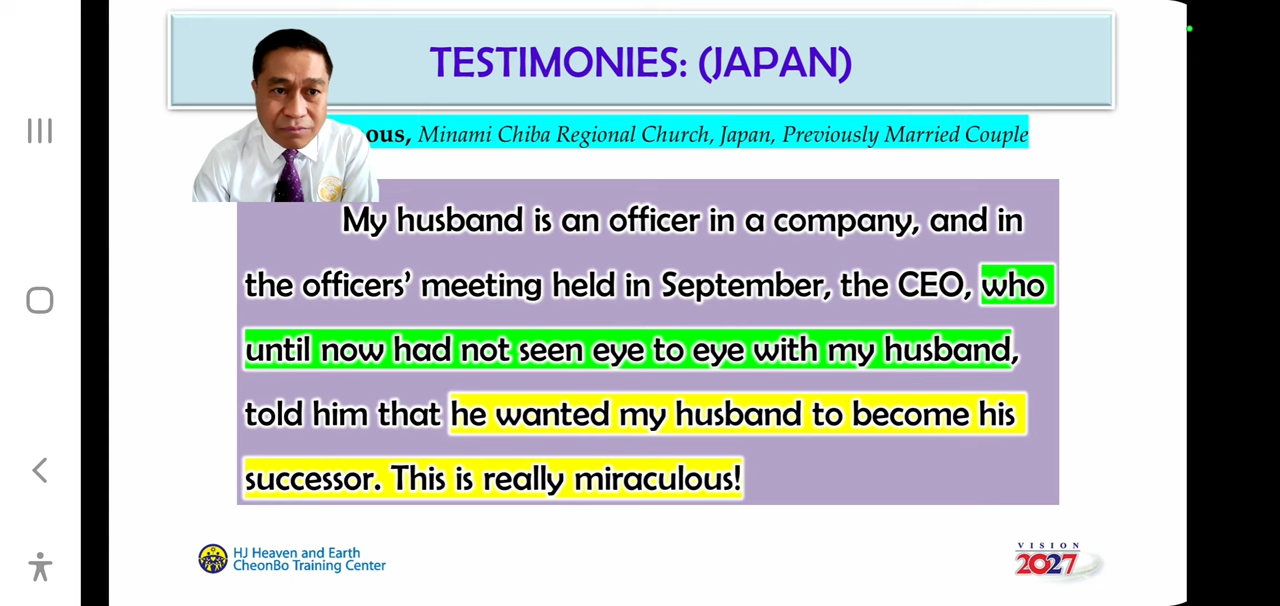 TESTIMONIES: (JAPAN)
ous, Minami Chiba Regional Church, Japan, Previously Married Couple
My husband is an officer in a company, and in
the officers’ meeting held in September, the CEO, who
until now had not seen eye to eye with my husband,
told him that he wanted my husband to become his
successor. This is really miraculous!
HJ Heaven and Earth
CheonBo Training Center
VISION
2027